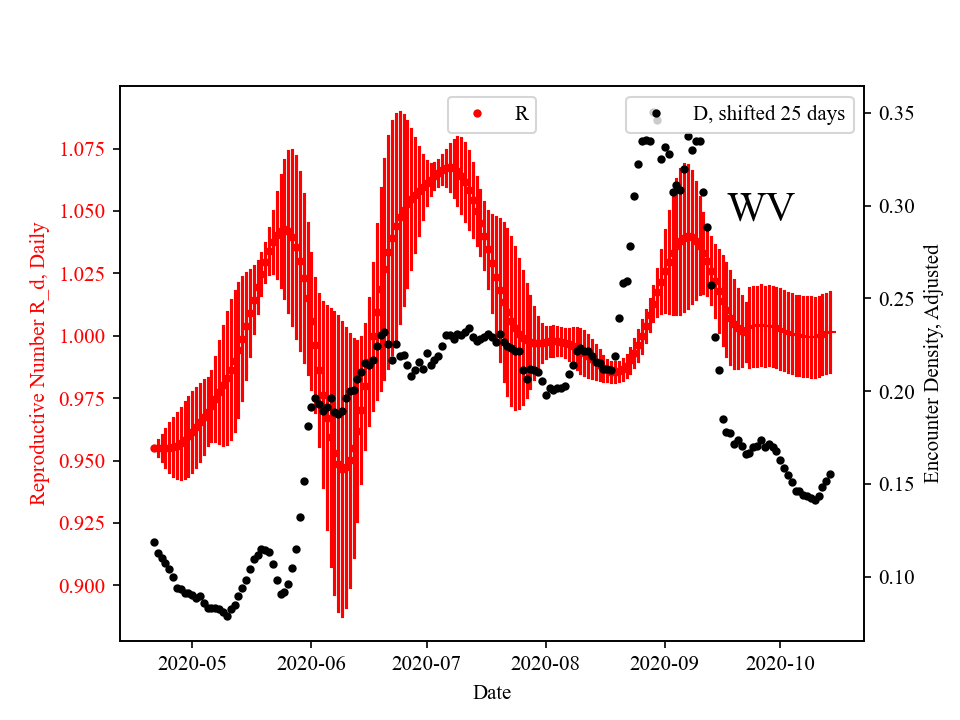 R
D, shifted 25 days
WV
Reproductive Number R_d, Daily
1.075
1.050
1.025
1.000
0.975
0.950
0.925
0.900
0.35
0.30
0.25
0.20
0.15
0.10
Encounter Density, Adjusted
2020-05 2020-06 2020-07 2020-08 2020-09 2020-10
Date